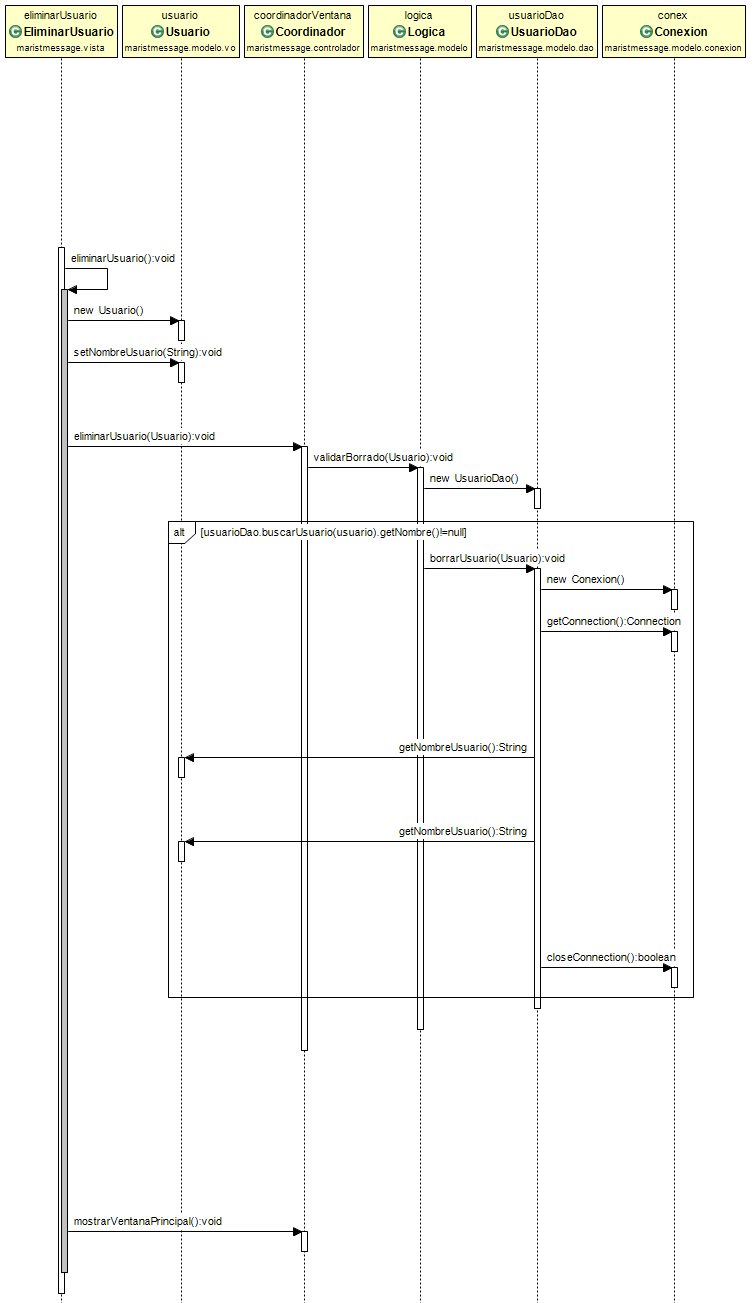 eliminarUsuario
EliminarUsuario
maristmessage.vista
usuario
Usuario
maristmessage.modelo.vo
coordinadorVentana
Coordinador
maristmessage.controlador
logica
Logica
maristmessage.modelo
usuarioDao
UsuarioDao
maristmessage.modelo.dao
conex
Conexion
maristmessage.modelo.conexion
eliminarUsuario():void
new Usuario()
setNombreUsuario(String):void
eliminarUsuario(Usuario):void
validarBorrado(Usuario):void
new UsuarioDao()
alt [usuarioDao.buscarUsuario(usuario).getNombre()!=null]
borrarUsuario(Usuario):void
new Conexion()
getConnection():Connection
getNombreUsuario():String
getNombreUsuario():String
closeConnection():boolean
mostrarVentanaPrincipal():void